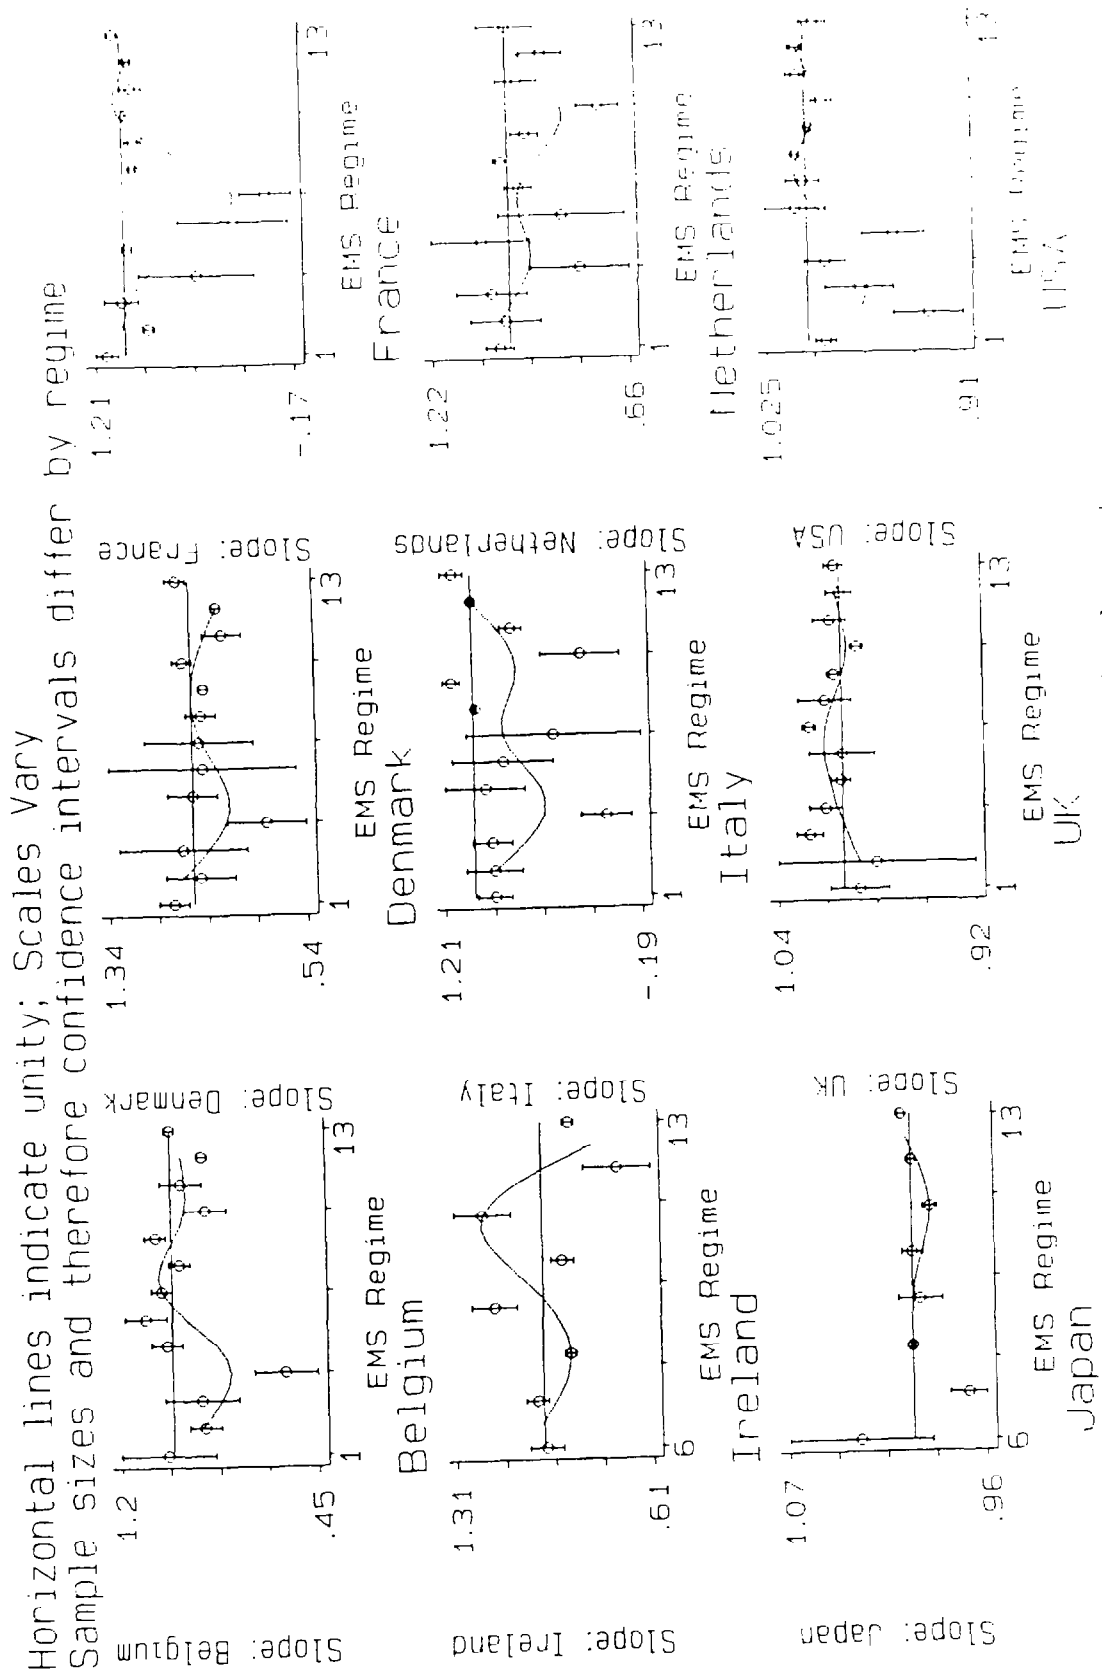 Horizontal lines indicate unity; Scales Vary
Sample sizes and therefore confidence intervals differ by regime
Slope: Belgium
1.2
.45
1
13
EMS Regime
Belgium
Slope: Denmark
1.34
.54
1
13
EMS Regime
Denmark
Slope: France
1.21
-.17
1
13
EMS Regime
France
Slope: Ireland
1.31
.61
6
13
EMS Regime
Ireland
Slope: Italy
1.21
-.19
1
13
EMS Regime
Italy
Slope: Netherlands
1.22
.66
1
13
EMS Regime
Netherlands
Slope: Japan
1.07
.96
6
13
EMS Regime
Japan
Slope: UK
1.04
.92
1
13
EMS Regime
UK
Slope: USA
1.025
.91
1
13
EMS Regime
USA